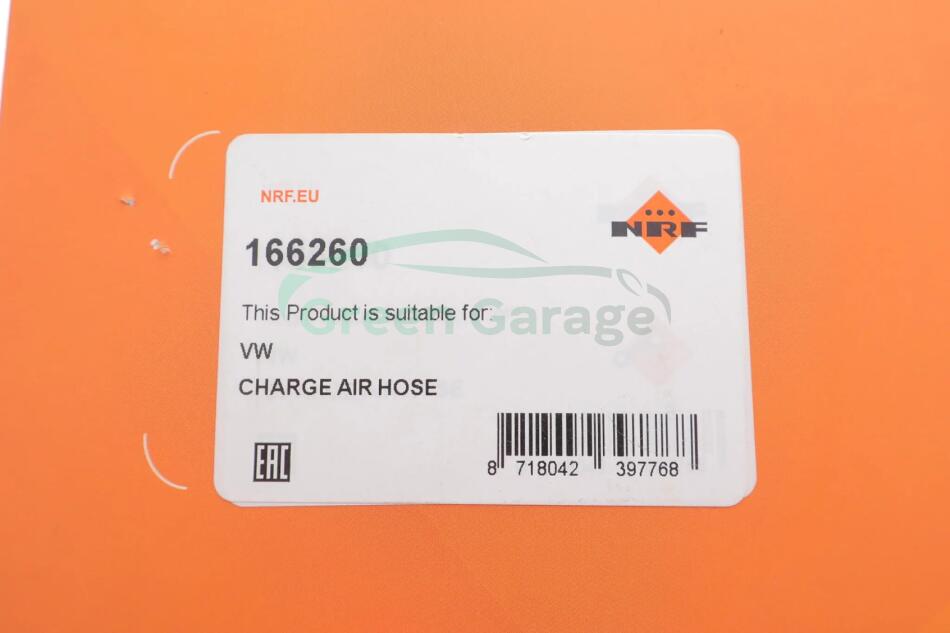 NRF.EU
NRF
166260
This Product is suitable for:
Green Garage
VW
CHARGE AIR HOSE
EAC
8 718042 397768